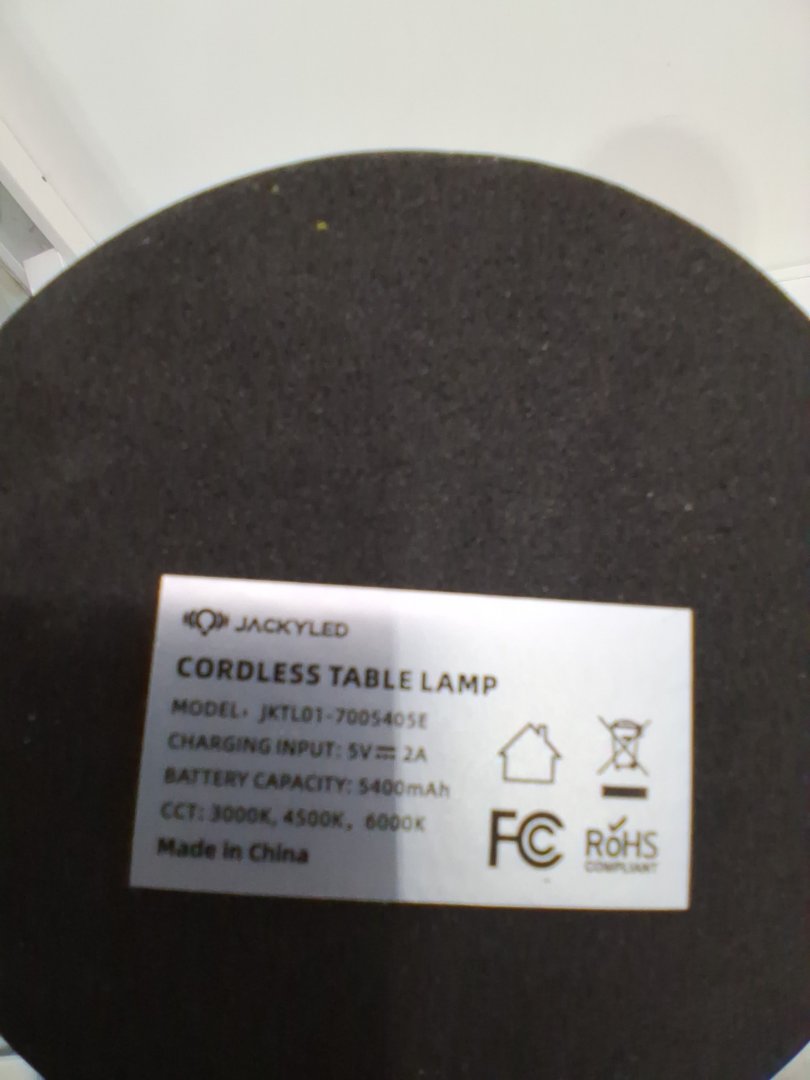 JACKYLED
CORDLESS TABLE LAMP
MODEL: JKTL01-7005405E
CHARGING INPUT: 5V⎓2A
BATTERY CAPACITY: 5400mAh
CCT: 3000K, 4500K, 6000K
Made in China
FC
RoHS
COMPLIANT